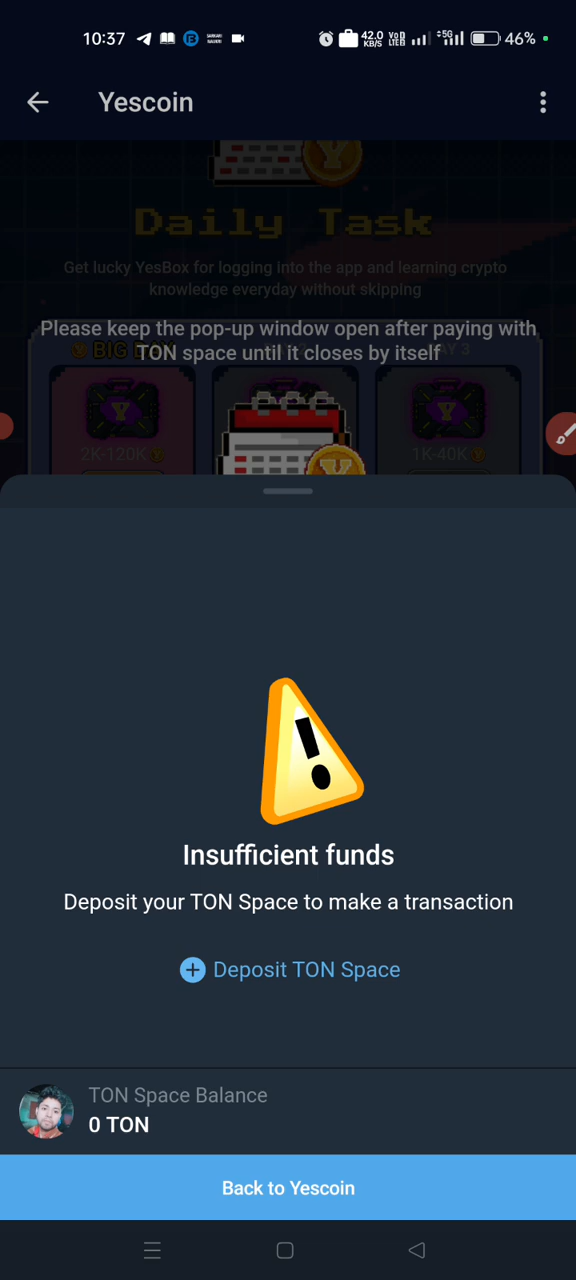 10:37
42.0
KB/S
46%
Yescoin
Daily Task
Get lucky YesBox for logging into the app and learning crypto
knowledge everyday without skipping
Please keep the pop-up window open after paying with
TON space until it closes by itself
BIG DAY
DAY 3
2K-120K
1K-40K
Insufficient funds
Deposit your TON Space to make a transaction
Deposit TON Space
TON Space Balance
0 TON
Back to Yescoin